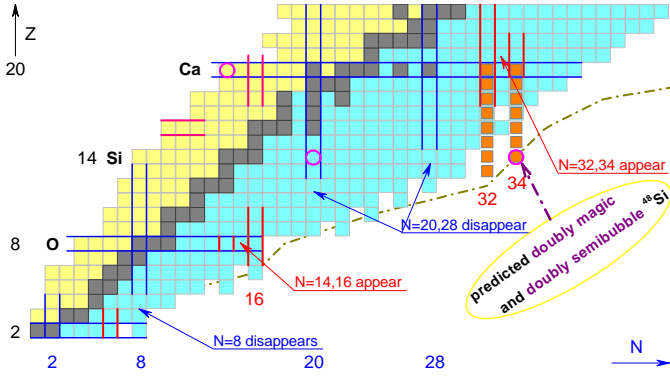 Z
20
Ca
14 Si
N=32,34 appear
34
32
N=20,28 disappear
predicted doubly magic ⁴⁸Si
and doubly semibubble
8
O
N=14,16 appear
16
2
N=8 disappears
2
8
20
28
N